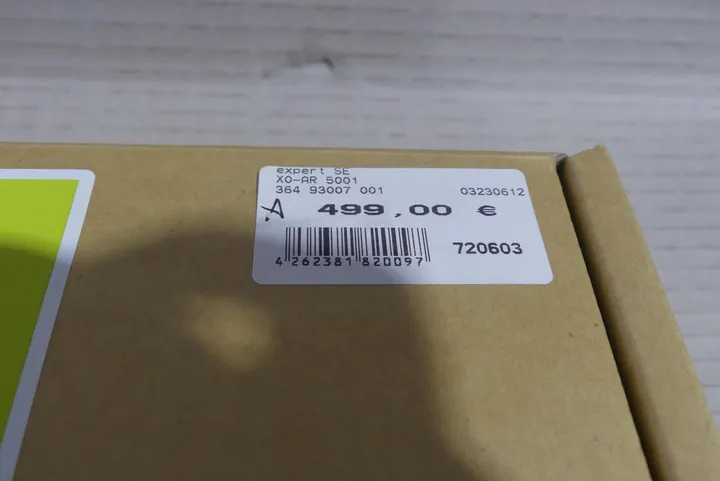 expert SE
XO-AR 5001
364 93007 001 03230612
A 499,00 €
4 262381 820097
720603